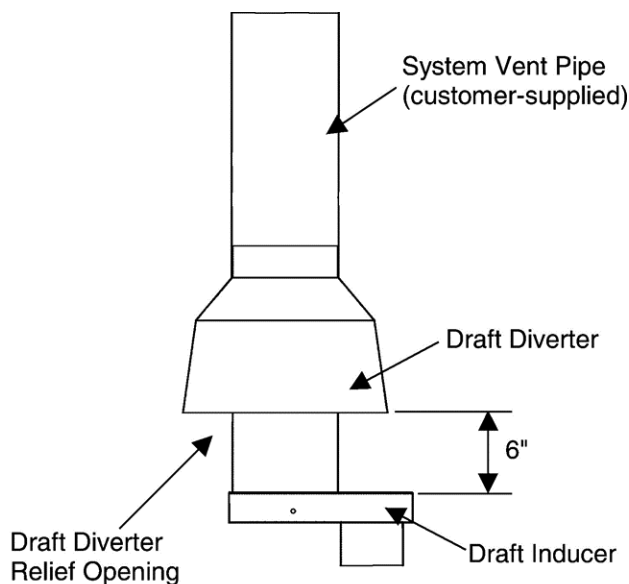 System Vent Pipe
(customer-supplied)
Draft Diverter
6"
Draft Diverter
Relief Opening
Draft Inducer